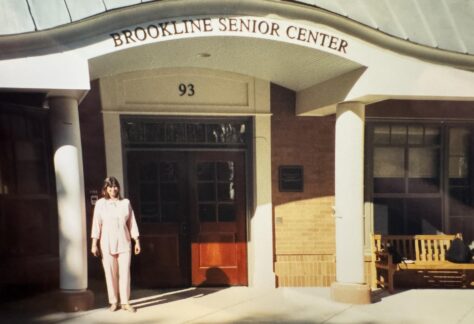 BROOKLINE SENIOR CENTER
93